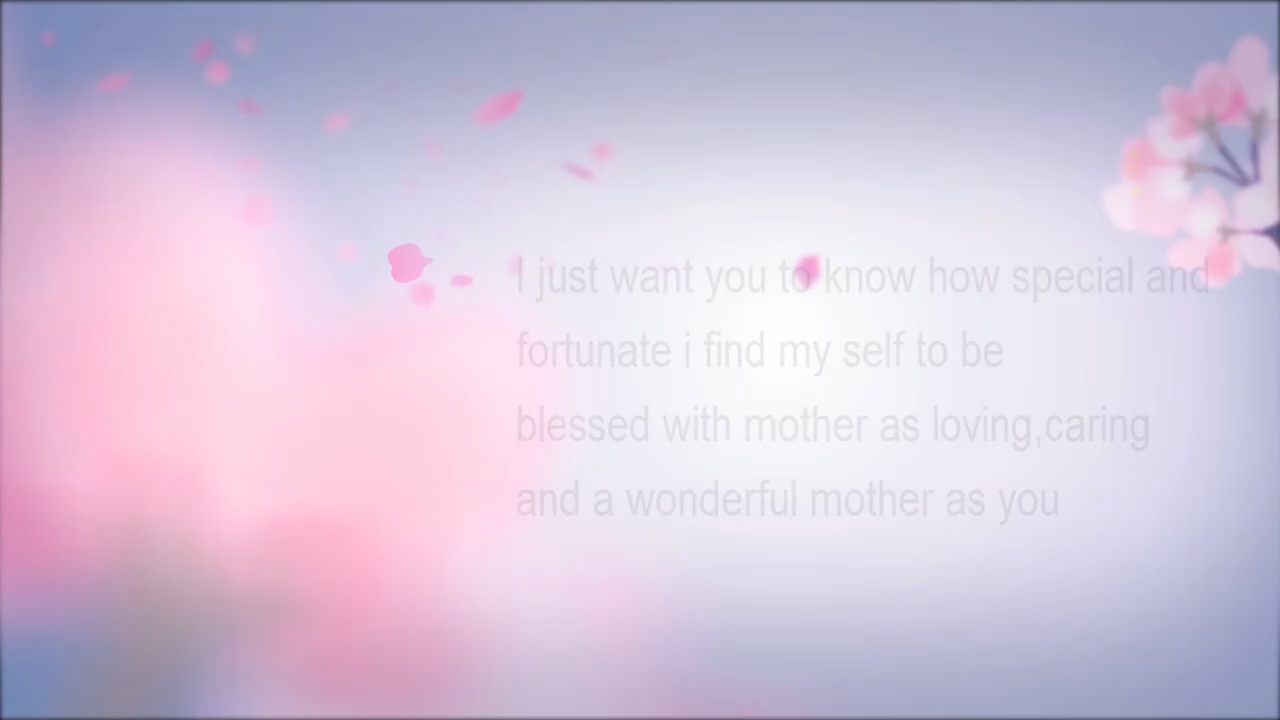 I just want you to know how special and
fortunate i find my self to be
blessed with mother as loving,caring
and a wonderful mother as you